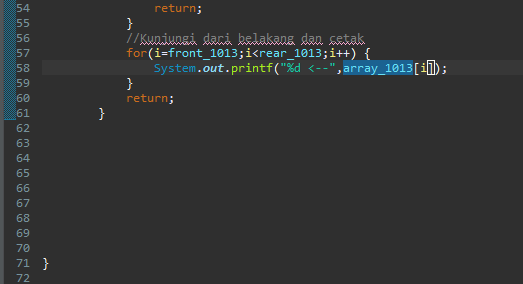 54 return;
55 }
56 //Kunjungi dari belakang dan cetak
57 for(i=front_1013;i<rear_1013;i++) {
58 System.out.printf("%d <--",array_1013[i]);
59 }
60 return;
61 }
62
63
64
65
66
67
68
69
70
71 }
72